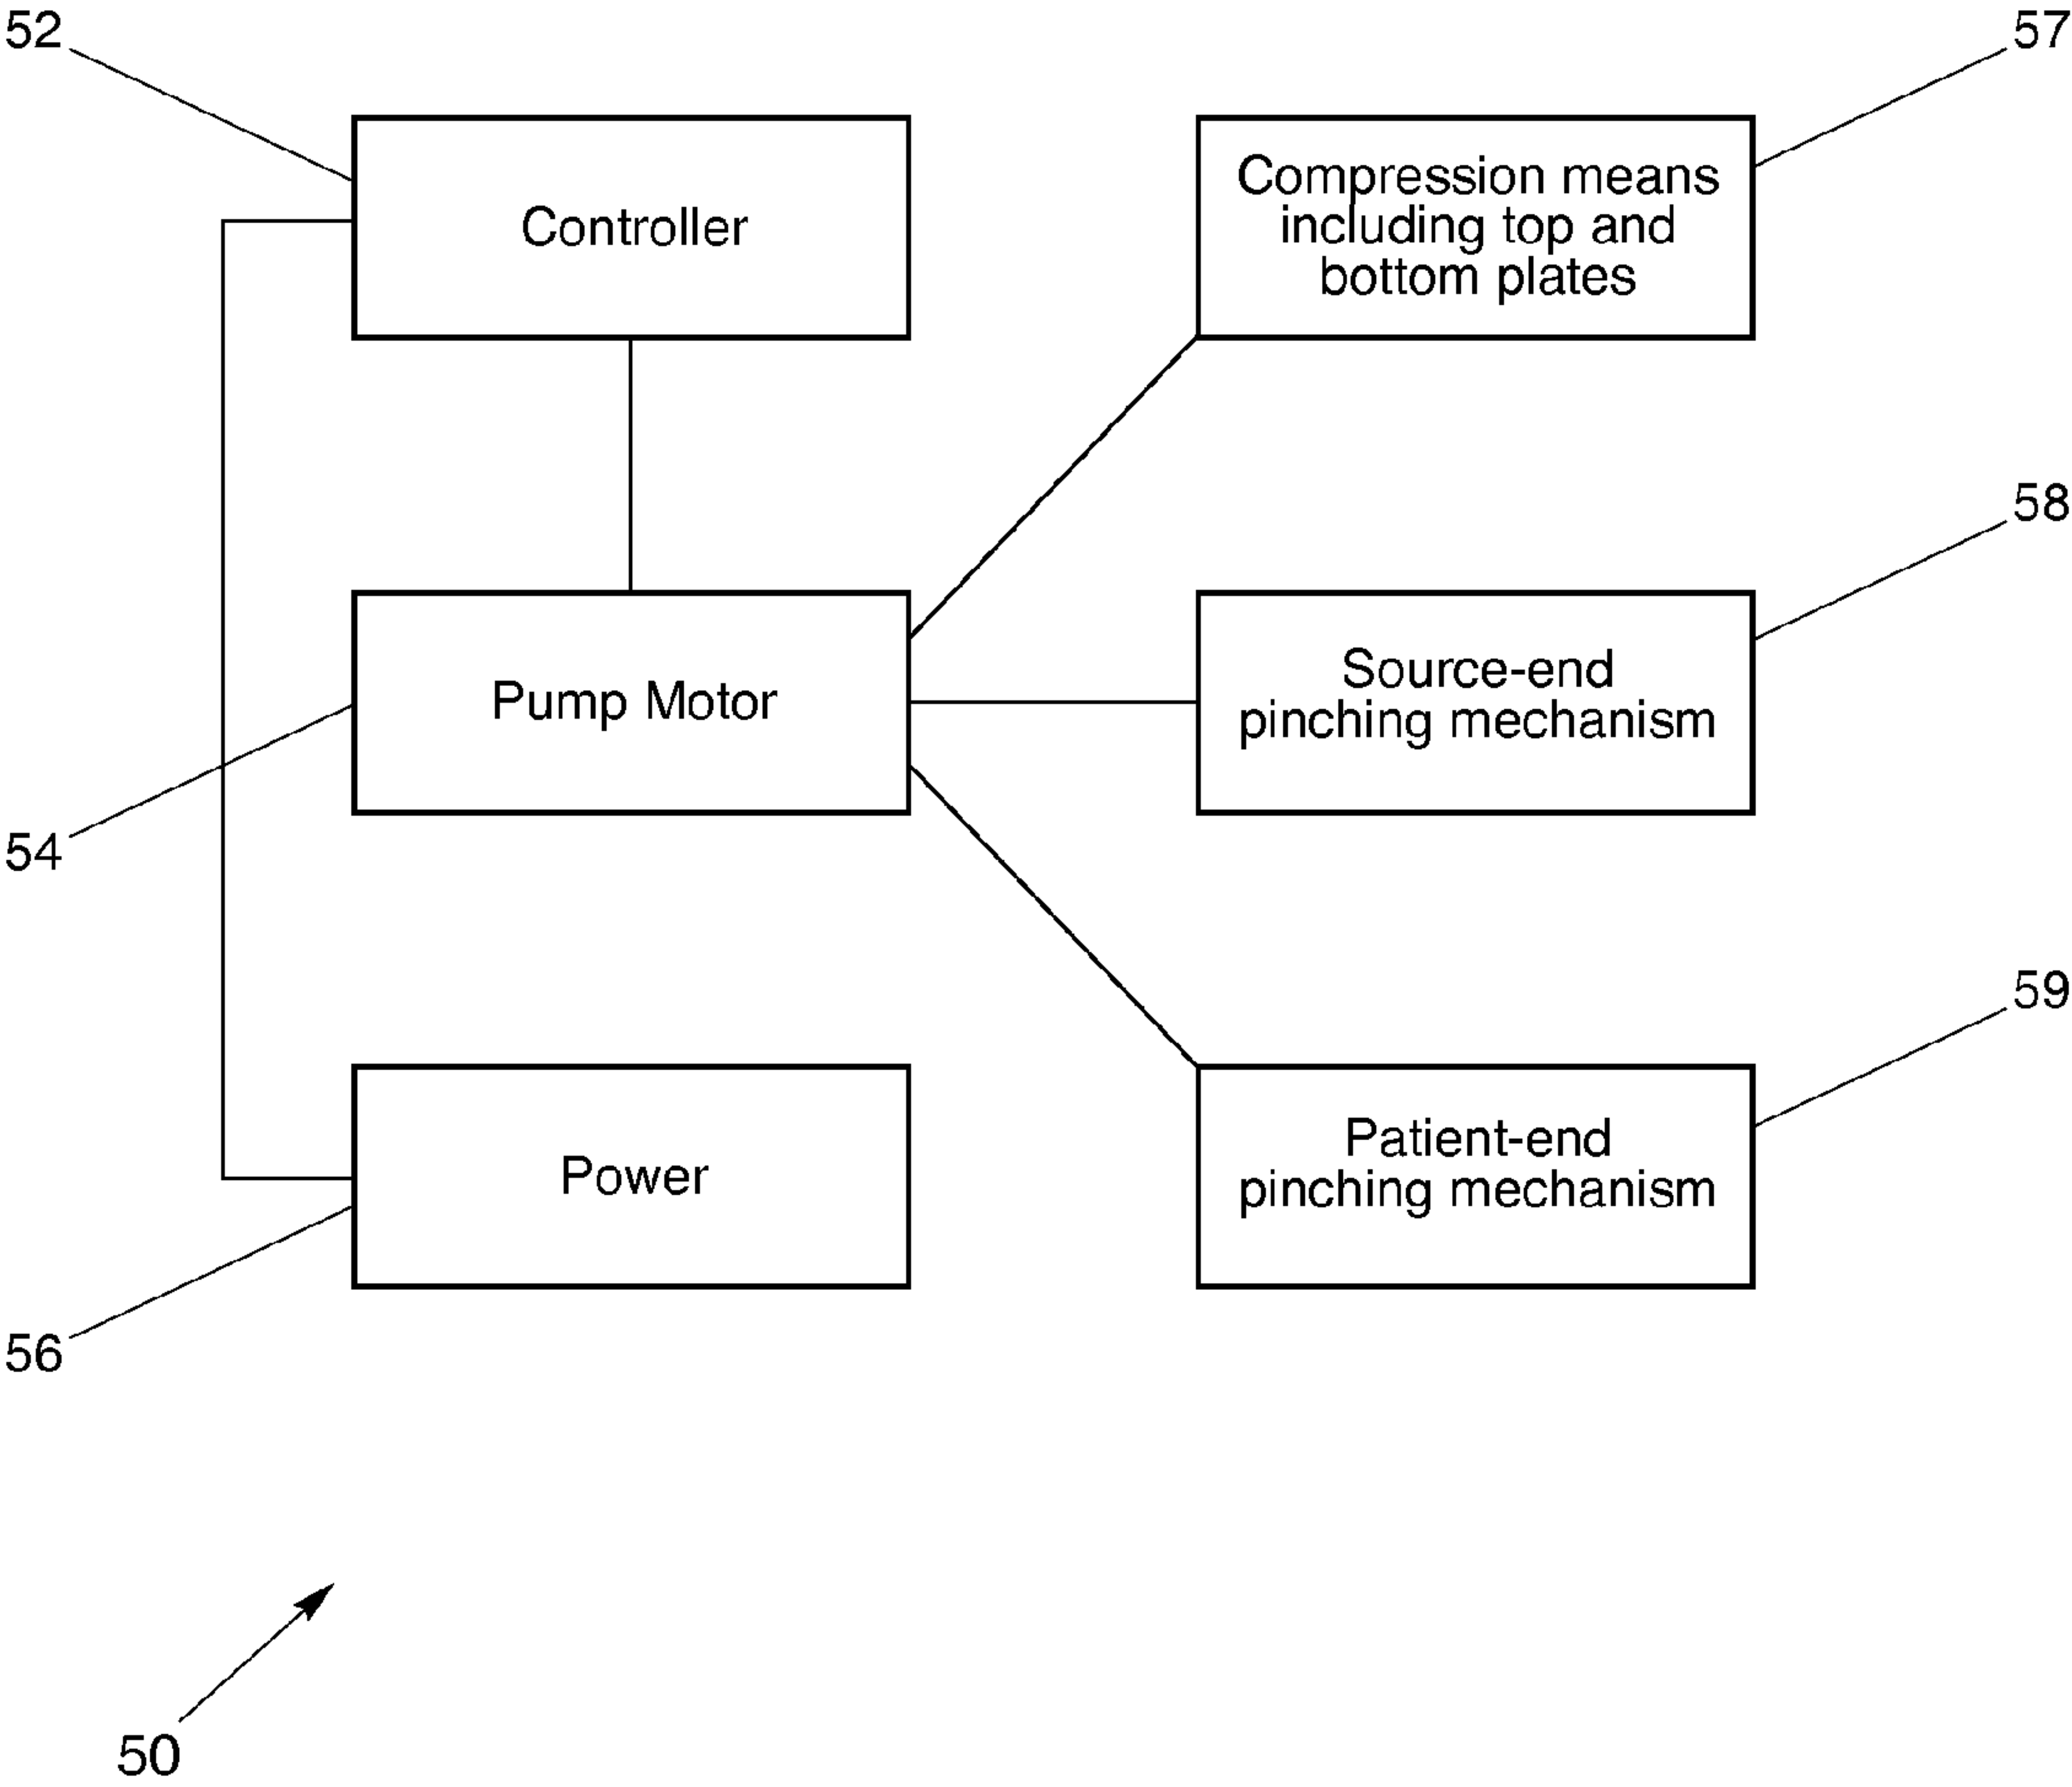 52
57
Controller
Compression means
including top and
bottom plates
58
Pump Motor
Source-end
pinching mechanism
54
59
Power
Patient-end
pinching mechanism
56
50